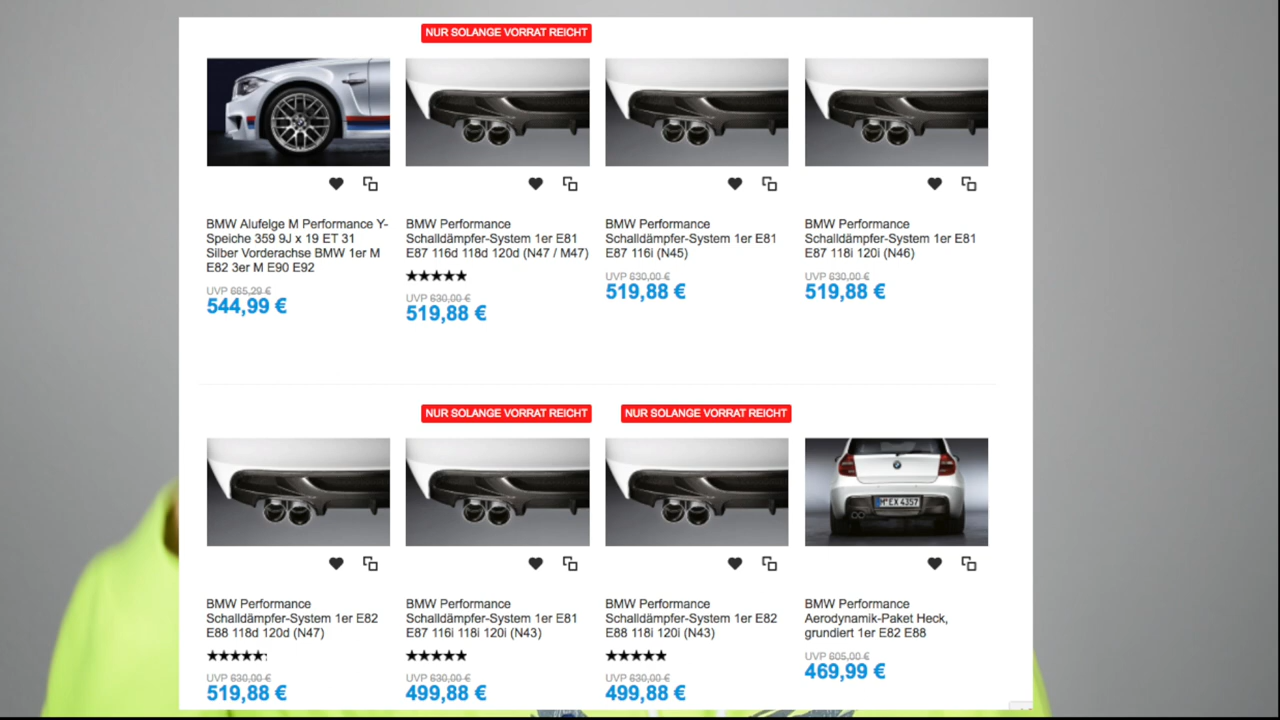 NUR SOLANGE VORRAT REICHT
BMW Alufelge M Performance Y-
Speiche 359 9J x 19 ET 31
Silber Vorderachse BMW 1er M
E82 3er M E90 E92
UVP 665,29 €
544,99 €
BMW Performance
Schalldämpfer-System 1er E81
E87 116d 118d 120d (N47 / M47)
UVP 630,00 €
519,88 €
BMW Performance
Schalldämpfer-System 1er E81
E87 116i (N45)
UVP 630,00 €
519,88 €
BMW Performance
Schalldämpfer-System 1er E81
E87 118i 120i (N46)
UVP 630,00 €
519,88 €
NUR SOLANGE VORRAT REICHT
NUR SOLANGE VORRAT REICHT
M EX 4357
BMW Performance
Schalldämpfer-System 1er E82
E88 118d 120d (N47)
UVP 630,00 €
519,88 €
BMW Performance
Schalldämpfer-System 1er E81
E87 116i 118i 120i (N43)
UVP 630,00 €
499,88 €
BMW Performance
Schalldämpfer-System 1er E82
E88 118i 120i (N43)
UVP 630,00 €
499,88 €
BMW Performance
Aerodynamik-Paket Heck,
grundiert 1er E82 E88
UVP 605,00 €
469,99 €